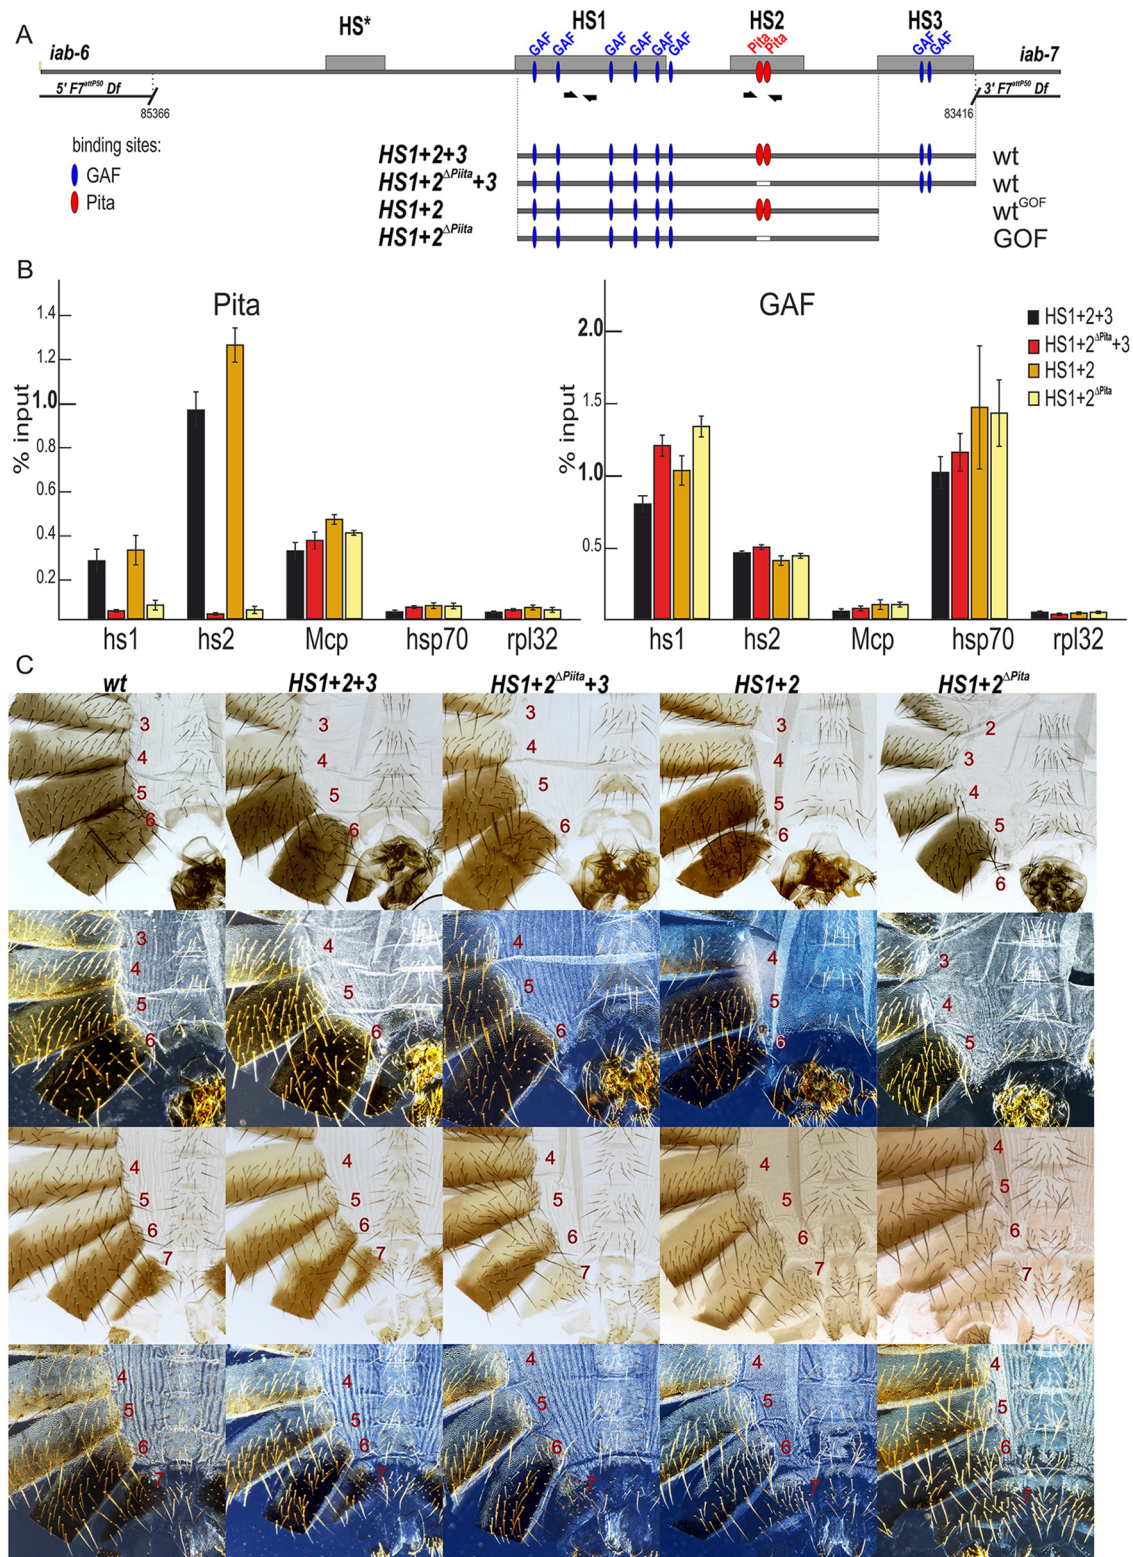 A
HS*
HS1
HS2
HS3
GAF
GAF
GAF
GAF
GAF
GAF
Pita
Pita
GAF
GAF
iab-6
iab-7
5' F7attP50 Df
3' F7attP50 Df
85366
83416
binding sites:
GAF
Pita
HS1+2+3
wt
HS1+2ΔPiita+3
wt
HS1+2
wtGOF
HS1+2ΔPiita
GOF
B
Pita
GAF
% input
1.4
1.2
1.0
0.8
0.6
0.4
0.2
hs1
hs2
Mcp
hsp70
rpl32
% input
2.0
1.5
1.0
0.5
hs1
hs2
Mcp
hsp70
rpl32
HS1+2+3
HS1+2ΔPita+3
HS1+2
HS1+2ΔPita
C
wt
HS1+2+3
HS1+2ΔPiita+3
HS1+2
HS1+2ΔPita
3
4
5
6
3
4
5
6
3
4
5
6
3
4
5
6
2
3
4
5
6
3
4
5
6
4
5
6
4
5
6
4
5
6
3
4
5
4
5
6
7
4
5
6
7
4
5
6
7
4
5
6
7
4
5
6
7
4
5
6
7
4
5
6
7
4
5
6
7
4
5
6
7
4
5
6
7